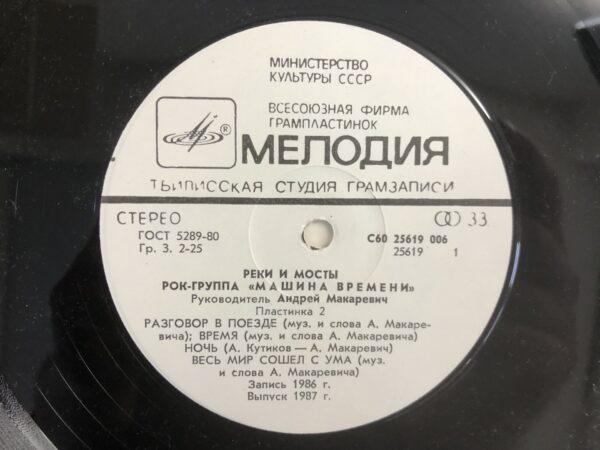 МИНИСТЕРСТВО
КУЛЬТУРЫ СССР
ВСЕСОЮЗНАЯ ФИРМА
ГРАМПЛАСТИНОК
®
МЕЛОДИЯ
ТБИЛИССКАЯ СТУДИЯ ГРАМЗАПИСИ
СТЕРЕО
33
ГОСТ 5289-80
С60 25619 006
Гр. 3. 2-25
25619 1
РЕКИ И МОСТЫ
РОК-ГРУППА «МАШИНА ВРЕМЕНИ»
Руководитель Андрей Макаревич
Пластинка 2
РАЗГОВОР В ПОЕЗДЕ (муз. и слова А. Макаре-
вича); ВРЕМЯ (муз. и слова А. Макаревича)
НОЧЬ (А. Кутиков — А. Макаревич)
ВЕСЬ МИР СОШЕЛ С УМА (муз.
и слова А. Макаревича)
Запись 1986 г.
Выпуск 1987 г.